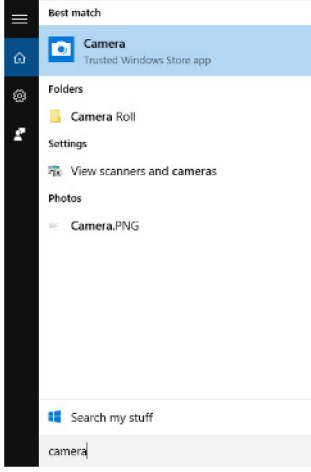 Best match
Camera
Trusted Windows Store app
Folders
Camera Roll
Settings
View scanners and cameras
Photos
Camera.PNG
Search my stuff
camera